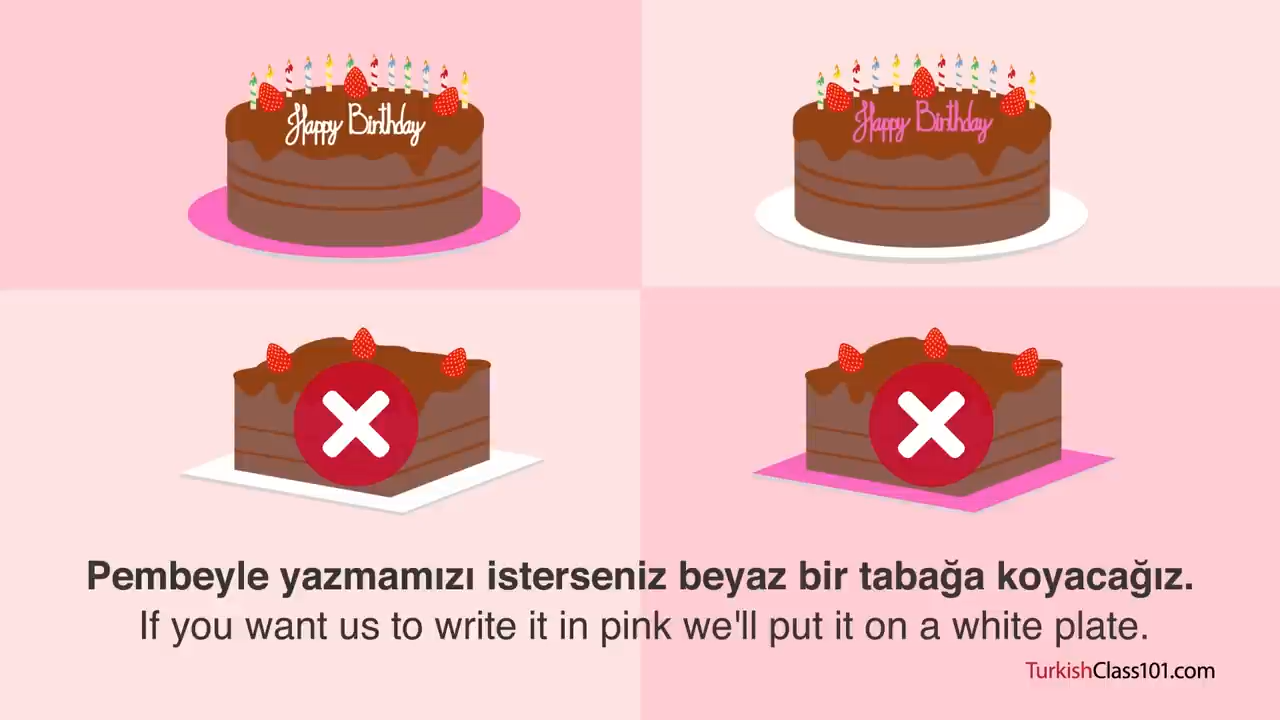 Happy Birthday
Happy Birthday
Pembeyle yazmamızı isterseniz beyaz bir tabağa koyacağız.
If you want us to write it in pink we'll put it on a white plate.
TurkishClass101.com